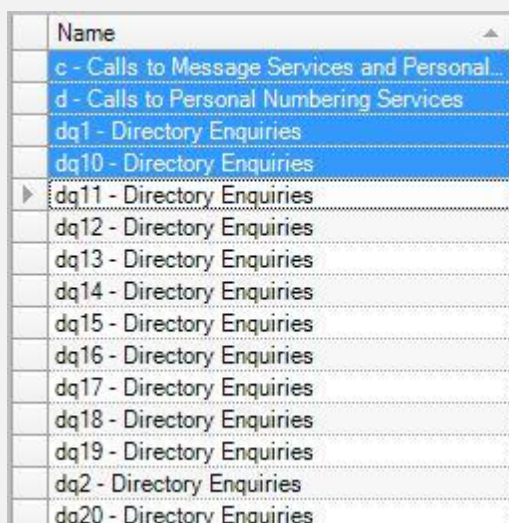 Name
c - Calls to Message Services and Personal...
d - Calls to Personal Numbering Services
dq1 - Directory Enquiries
dq10 - Directory Enquiries
dq11 - Directory Enquiries
dq12 - Directory Enquiries
dq13 - Directory Enquiries
dq14 - Directory Enquiries
dq15 - Directory Enquiries
dq16 - Directory Enquiries
dq17 - Directory Enquiries
dq18 - Directory Enquiries
dq19 - Directory Enquiries
dq2 - Directory Enquiries
dq20 - Directory Enquiries